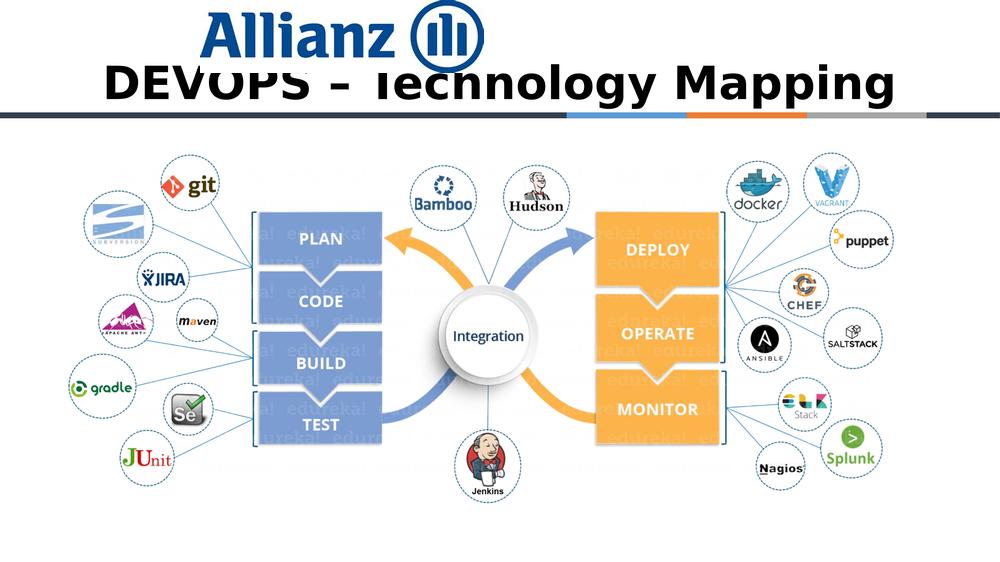 Allianz
DEVOPS – Technology Mapping
git
SUBVERSION
JIRA
APACHE ANT
maven
gradle
Se
JUnit
PLAN
CODE
BUILD
TEST
edureka!
Bamboo
Hudson
Integration
Jenkins
DEPLOY
OPERATE
MONITOR
docker
VAGRANT
puppet
CHEF
ANSIBLE
SALTSTACK
ELK
Stack
Splunk
Nagios